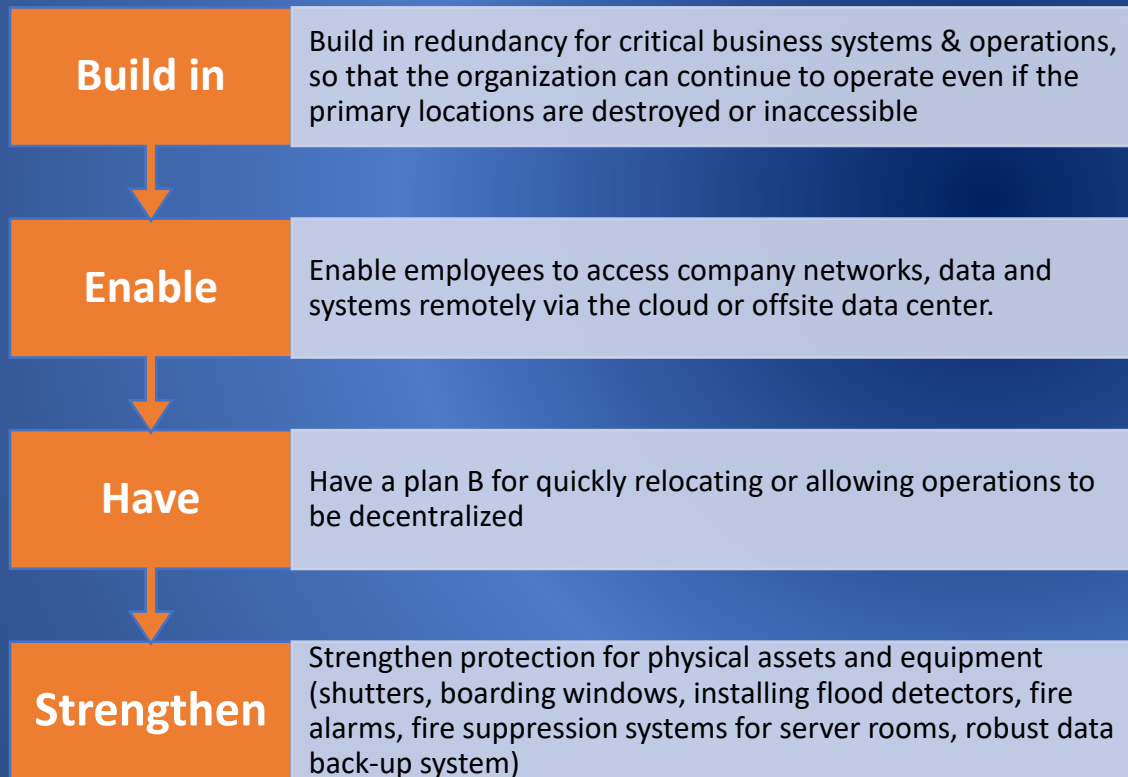 Build in
Build in redundancy for critical business systems & operations,
so that the organization can continue to operate even if the
primary locations are destroyed or inaccessible
Enable
Enable employees to access company networks, data and
systems remotely via the cloud or offsite data center.
Have
Have a plan B for quickly relocating or allowing operations to
be decentralized
Strengthen
Strengthen protection for physical assets and equipment
(shutters, boarding windows, installing flood detectors, fire
alarms, fire suppression systems for server rooms, robust data
back-up system)